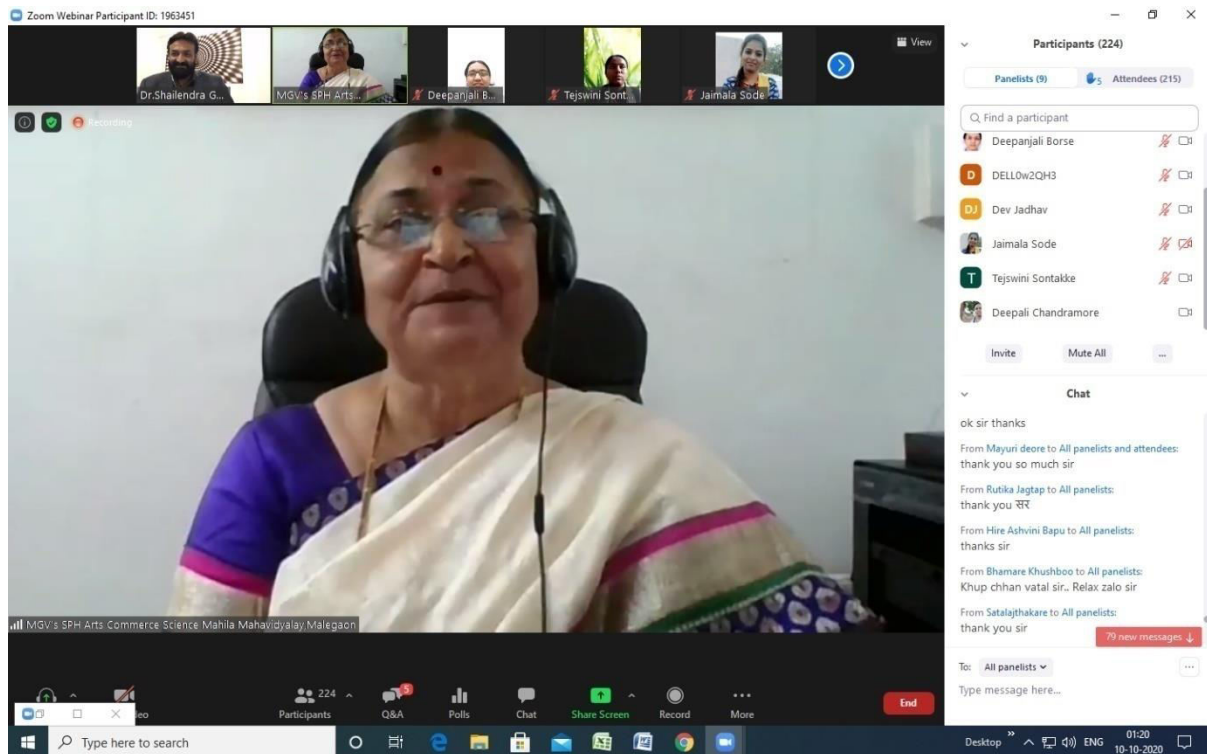 Zoom Webinar Participant ID: 1963451
View
Dr.Shailendra G...
MGV's SPH Arts...
Deepanjali B...
Tejswini Sont...
Jaimala Sode
Recording...
MGV's SPH Arts Commerce Science Mahila Mahavidyalay,Malegaon
Participants (224)
Panelists (9)
5 Attendees (215)
Find a participant
Deepanjali Borse
D DELL0w2QH3
DJ Dev Jadhav
Jaimala Sode
T Tejswini Sontakke
Deepali Chandramore
Invite Mute All ...
Chat
ok sir thanks
From Mayuri deore to All panelists and attendees:
thank you so much sir
From Rutika Jagtap to All panelists:
thank you सर
From Hire Ashvini Bapu to All panelists:
thanks sir
From Bhamare Khushboo to All panelists:
Khup chhan vatal sir.. Relax zalo sir
From Satalajthakare to All panelists:
thank you sir
79 new messages
To: All panelists
Type message here...
224 5
Participants Q&A Polls Chat Share Screen Record More
End
Type here to search
Desktop ENG 01:20
10-10-2020